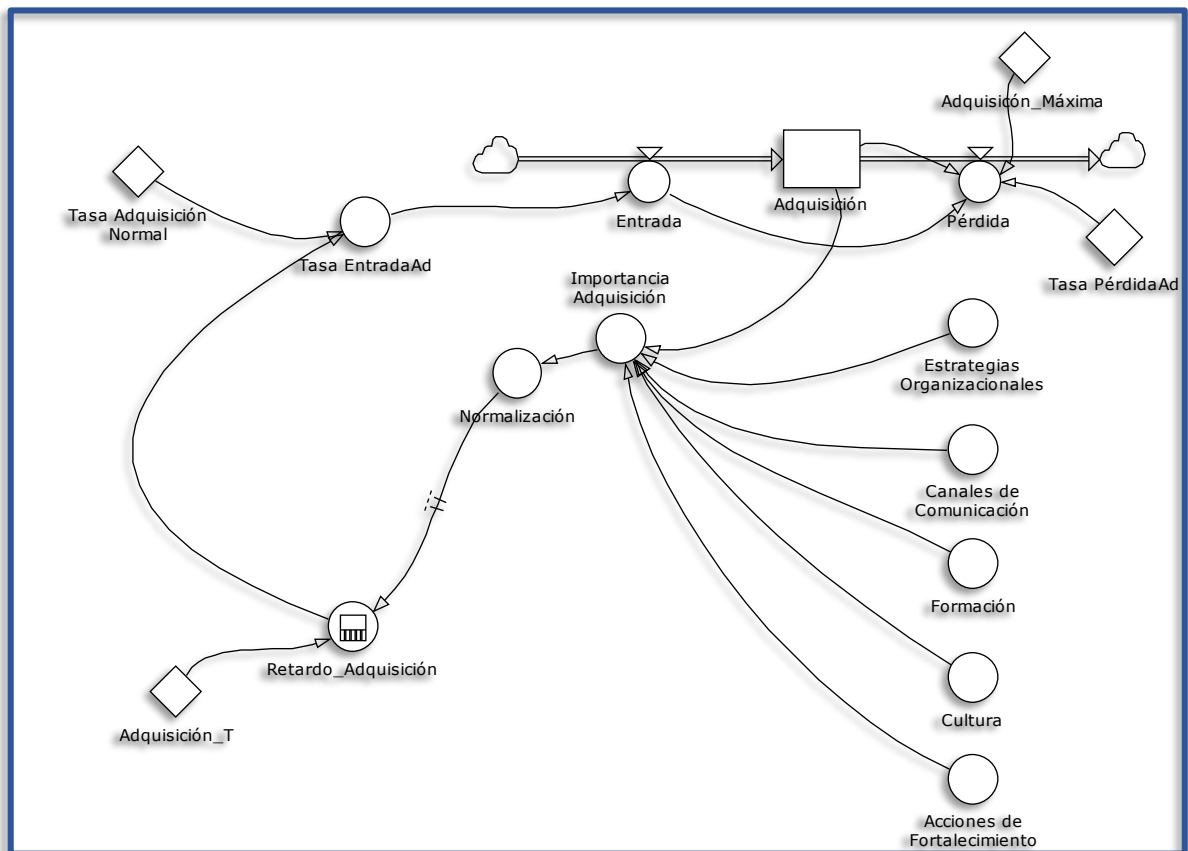 Adquisicón_Máxima
Tasa Adquisición
Normal
Entrada
Adquisición
Pérdida
Tasa EntradaAd
Importancia
Adquisición
Tasa PérdidaAd
Estrategias
Organizacionales
Normalización
Canales de
Comunicación
Formación
Retardo_Adquisición
Cultura
Adquisición_T
Acciones de
Fortalecimiento